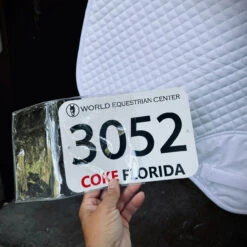 WORLD EQUESTRIAN CENTER
3052
COKE FLORIDA